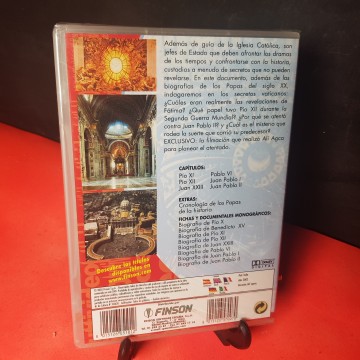 Además de guía de la Iglesia Católica, son
jefes de Estado que deben afrontar los dramas
de los tiempos y confrontarse con la historia,
custodios a menudo de secretos que no pueden
revelarse. En este documento, además de las
biografías de los Papas del siglo XX,
indagaremos en los secretos vaticanos:
¿Cuáles eran realmente las revelaciones de
Fátima? ¿Qué papel tuvo Pío XII durante la
Segunda Guerra Mundial? ¿Por qué se atentó
contra Juan Pablo II? ¿Cuál es el misterio que
rodea la suerte que corrió su predecesor?
EXCLUSIVO: la filmación que realizó Alí Agca
para planear el atentado.
CAPÍTULOS:
Pío XI Pablo VI
Pío XII Juan Pablo I
Juan XXIII Juan Pablo II
EXTRAS:
Cronología de los Papas
de la historia
FICHAS Y DOCUMENTALES MONOGRÁFICOS:
Biografía de Pío X
Biografía de Benedicto XV
Biografía de Pío XI
Biografía de Pío XII
Biografía de Juan XXIII
Biografía de Pablo VI
Biografía de Juan Pablo I
Biografía de Juan Pablo II
Descubre los títulos
disponibles en
www.finson.com
FINSON